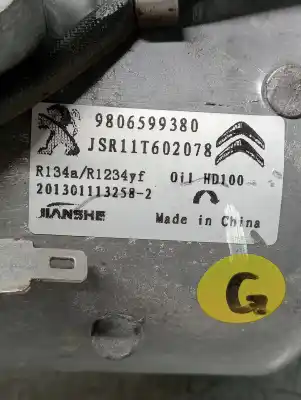 9806599380
JSR11T602078
R134a/R1234yf Oil HD100
201301113258-2
JIANSHE Made in China
G